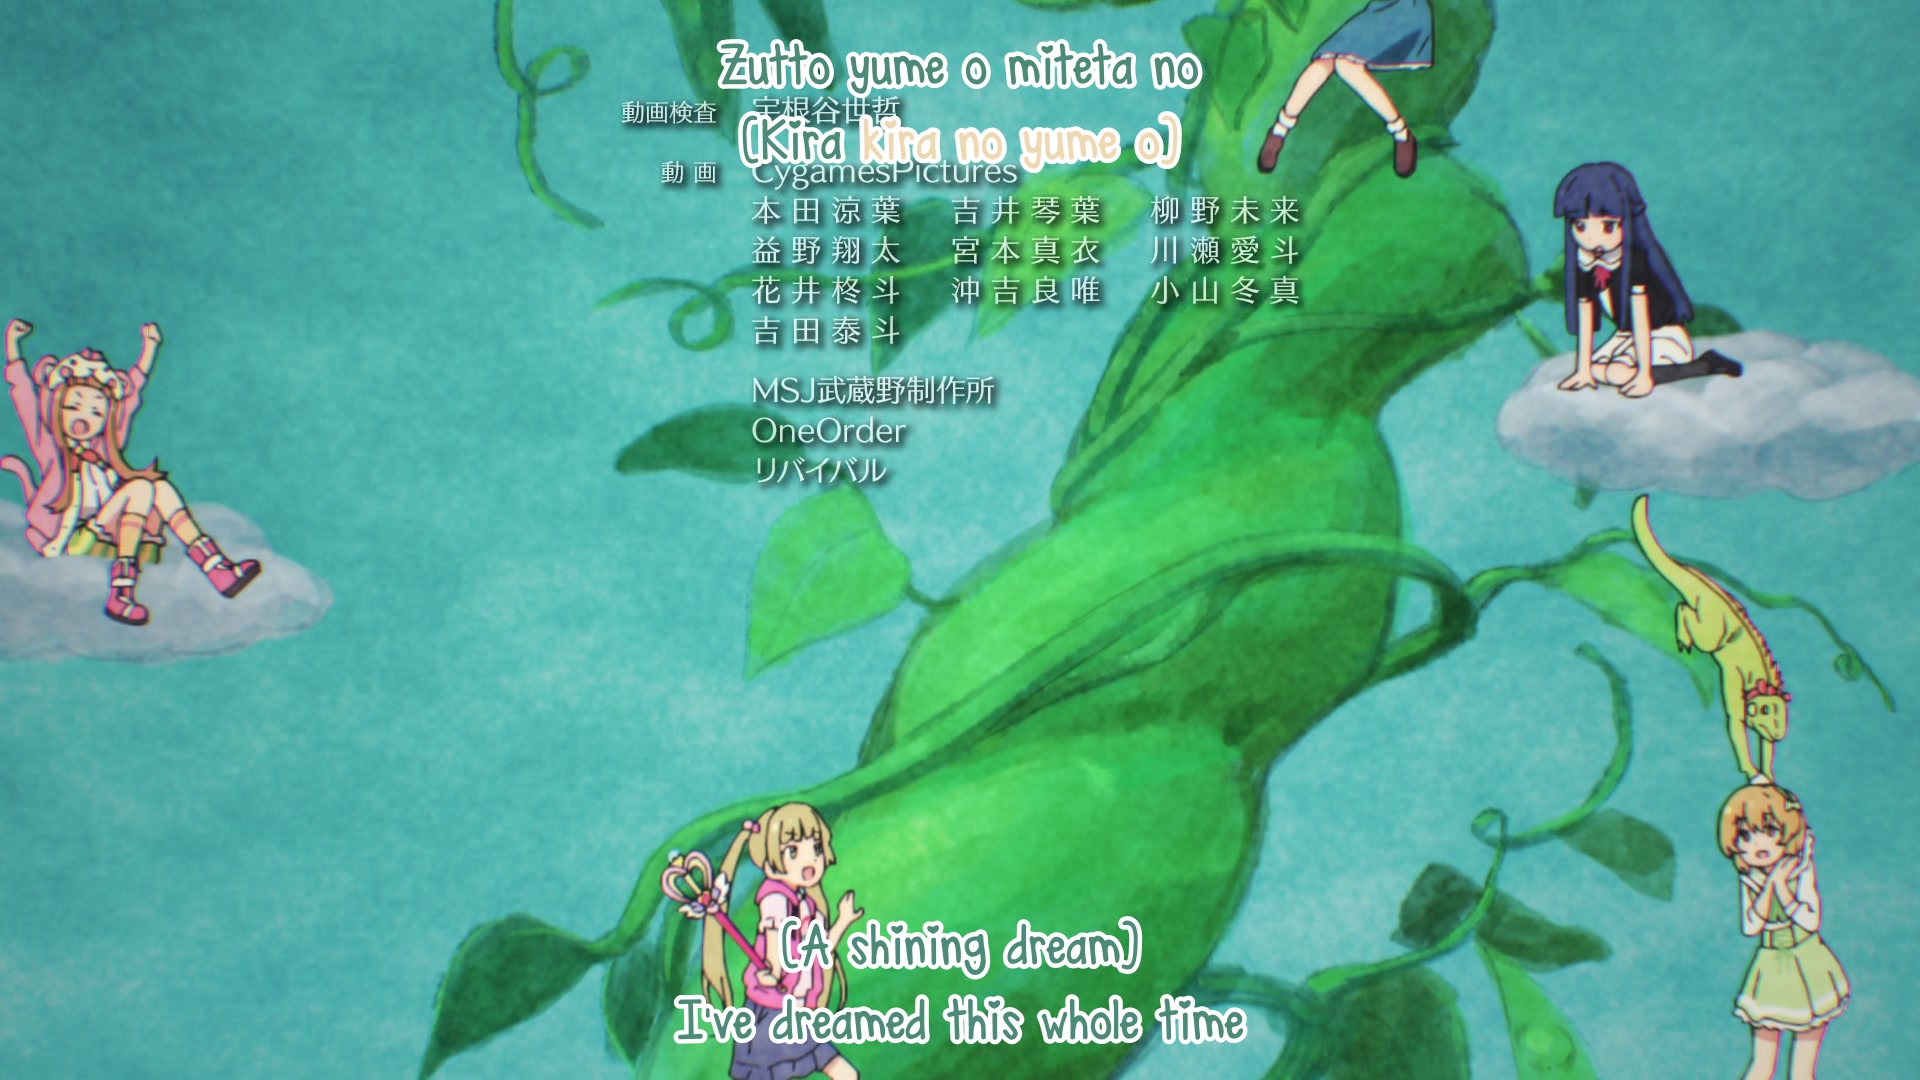 Zutto yume o miteta no
動画検査 宇根谷世哲
(Kira kira no yume o)
動画 CygamesPictures
本田涼葉 吉井琴葉 柳野未来
益野翔太 宮本真衣 川瀬愛斗
花井柊斗 沖吉良唯 小山冬真
吉田泰斗
MSJ武蔵野制作所
OneOrder
リバイバル
(A shining dream)
I've dreamed this whole time